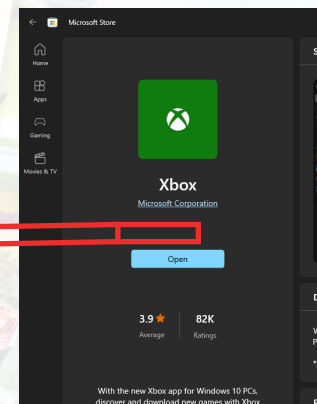 Microsoft Store
Home
Apps
Gaming
Movies & TV
Xbox
Microsoft Corporation
Open
3.9 82K
Average Ratings
With the new Xbox app for Windows 10 PCs,
discover and download new games with Xbox
S
D
W
P